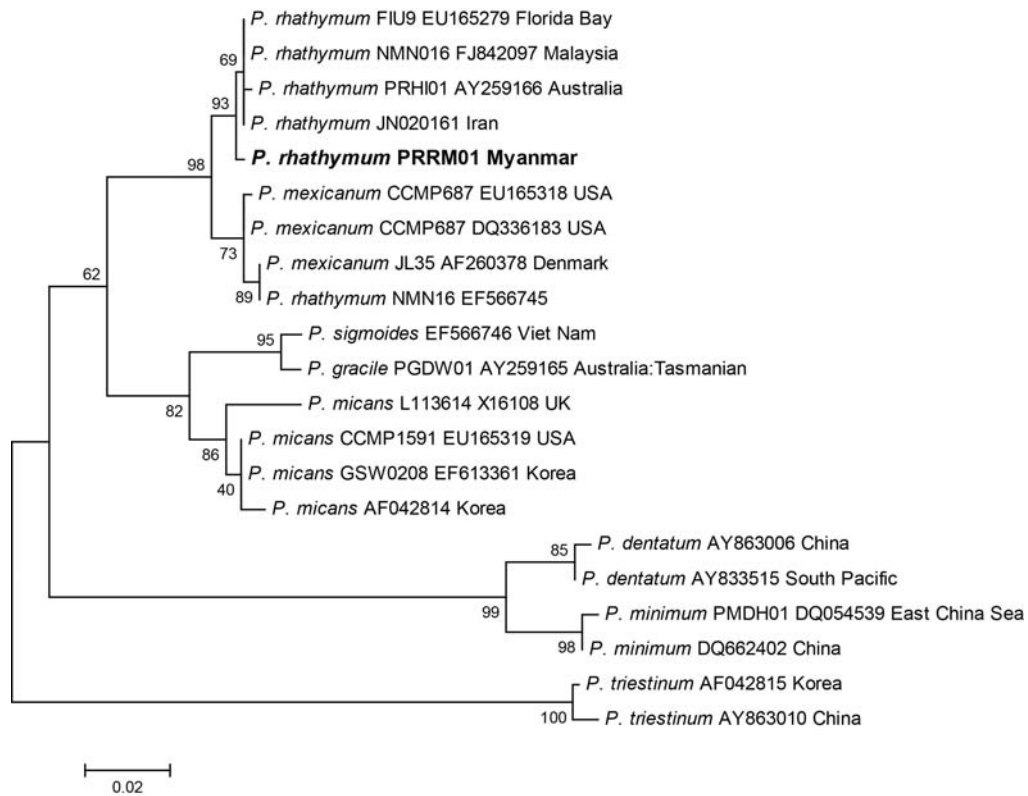 P. rhathymum FIU9 EU165279 Florida Bay
P. rhathymum NMN016 FJ842097 Malaysia
69
P. rhathymum PRHI01 AY259166 Australia
93
P. rhathymum JN020161 Iran
P. rhathymum PRRM01 Myanmar
98
P. mexicanum CCMP687 EU165318 USA
P. mexicanum CCMP687 DQ336183 USA
73
P. mexicanum JL35 AF260378 Denmark
62
89
P. rhathymum NMN16 EF566745
P. sigmoides EF566746 Viet Nam
95
P. gracile PGDW01 AY259165 Australia:Tasmanian
82
P. micans L113614 X16108 UK
P. micans CCMP1591 EU165319 USA
86
P. micans GSW0208 EF613361 Korea
40
P. micans AF042814 Korea
P. dentatum AY863006 China
85
P. dentatum AY833515 South Pacific
99
P. minimum PMDH01 DQ054539 East China Sea
98
P. minimum DQ662402 China
P. triestinum AF042815 Korea
100
P. triestinum AY863010 China
0.02